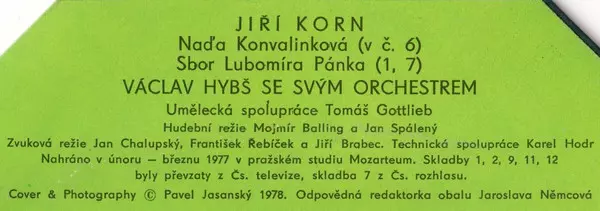 JIŘÍ KORN
Naďa Konvalinková (v č. 6)
Sbor Lubomíra Pánka (1, 7)
VÁCLAV HYBŠ SE SVÝM ORCHESTREM
Umělecká spolupráce Tomáš Gottlieb
Hudební režie Mojmír Balling a Jan Spálený
Zvuková režie Jan Chalupský, František Řebíček a Jiří Brabec. Technická spolupráce Karel Hodr
Nahráno v únoru – březnu 1977 v pražském studiu Mozarteum. Skladby 1, 2, 9, 11, 12
byly převzaty z Čs. televize, skladba 7 z Čs. rozhlasu.
Cover & Photography © Pavel Jasanský 1978. Odpovědná redaktorka obalu Jaroslava Němcová